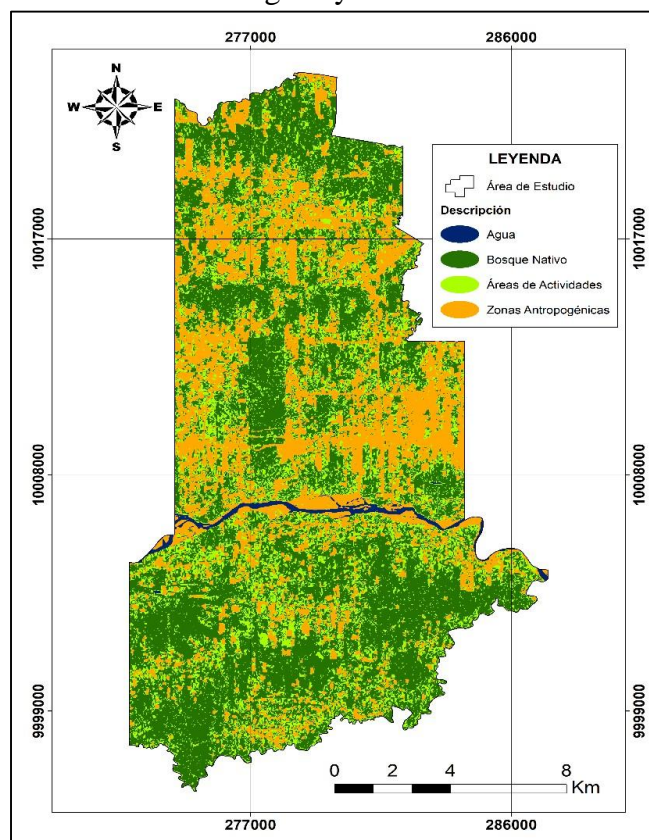 277000 286000
N
W E
S
LEYENDA
Área de Estudio
Descripción
Agua
Bosque Nativo
Áreas de Actividades
Zonas Antropogénicas
10017000 10017000
10008000 10008000
9999000 9999000
0 2 4 8
Km
277000 286000